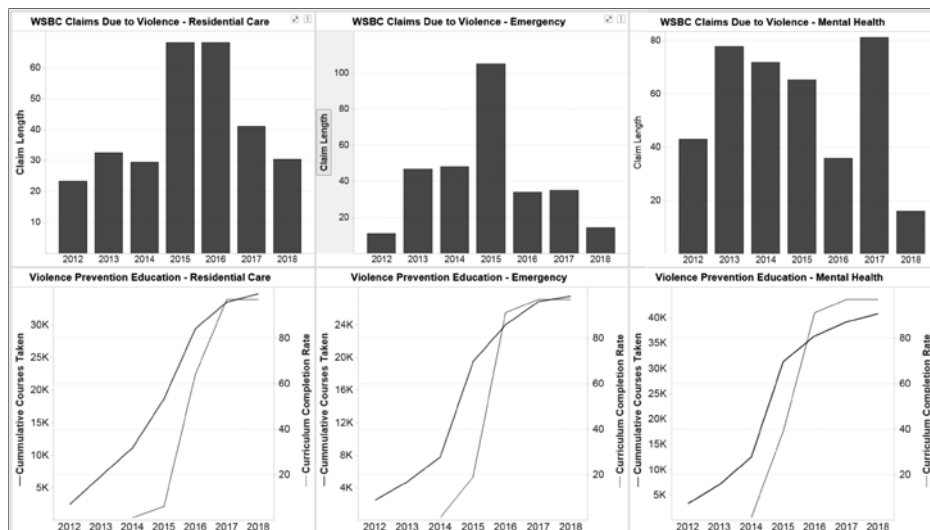 WSBC Claims Due to Violence - Residential Care
Claim Length
60
50
40
30
20
10
2012 2013 2014 2015 2016 2017 2018
WSBC Claims Due to Violence - Emergency
Claim Length
100
80
60
40
20
2012 2013 2014 2015 2016 2017 2018
WSBC Claims Due to Violence - Mental Health
Claim Length
80
60
40
20
2012 2013 2014 2015 2016 2017 2018
Violence Prevention Education - Residential Care
Cummulative Courses Taken
30K
25K
20K
15K
10K
5K
80
60
40
20
Curriculum Completion Rate
2012 2013 2014 2015 2016 2017 2018
Violence Prevention Education - Emergency
Cummulative Courses Taken
24K
20K
16K
12K
8K
4K
80
60
40
20
Curriculum Completion Rate
2012 2013 2014 2015 2016 2017 2018
Violence Prevention Education - Mental Health
Cummulative Courses Taken
40K
35K
30K
25K
20K
15K
10K
5K
80
60
40
20
Curriculum Completion Rate
2012 2013 2014 2015 2016 2017 2018